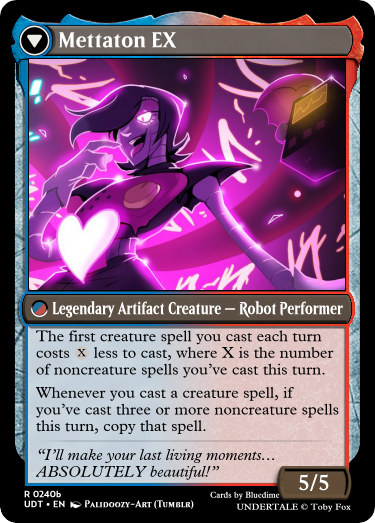 Mettaton EX
Legendary Artifact Creature — Robot Performer
The first creature spell you cast each turn
costs X less to cast, where X is the number
of noncreature spells you've cast this turn.
Whenever you cast a creature spell, if
you've cast three or more noncreature spells
this turn, copy that spell.
“I'll make your last living moments…
ABSOLUTELY beautiful!”
5/5
R 0240b
UDT • EN Palidoozy-Art (Tumblr)
Cards by Bluedime
UNDERTALE © Toby Fox